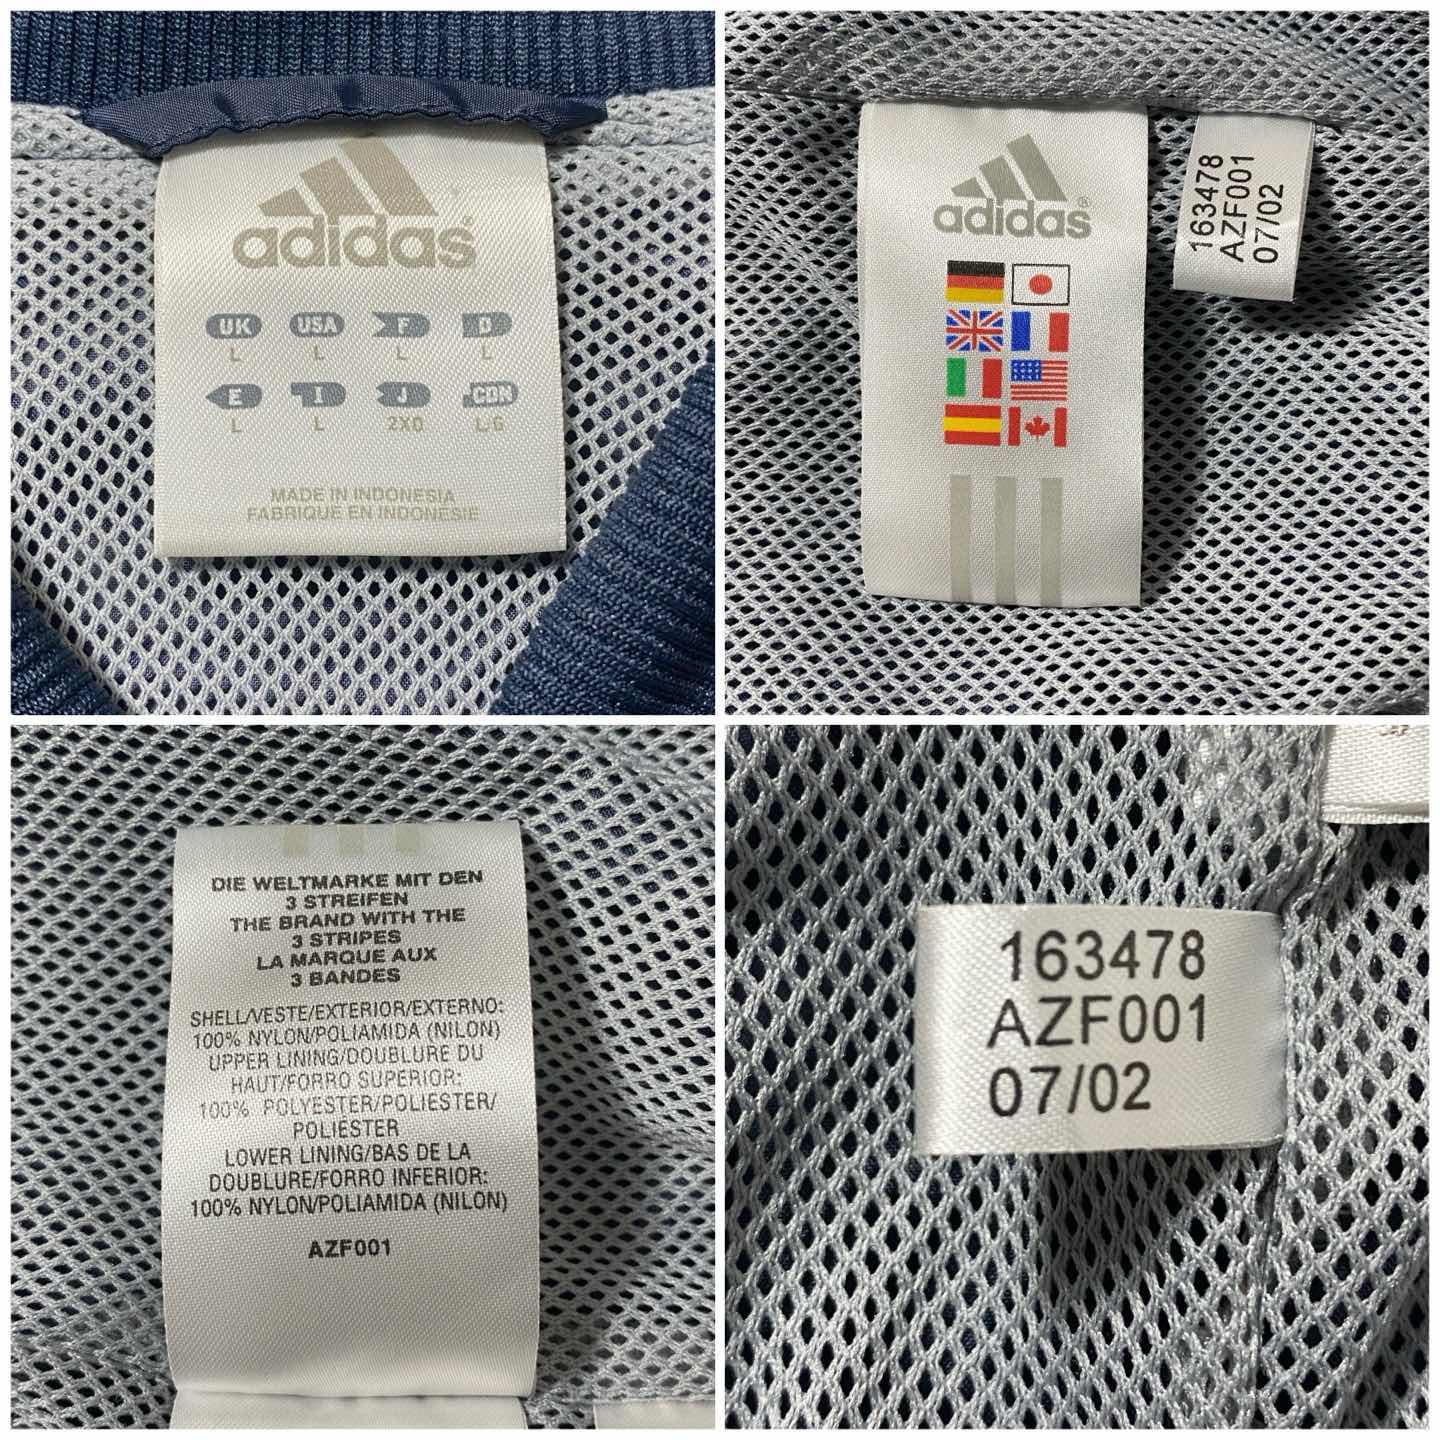 adidas®
UK USA F D
L L L L
E I J CDN
L L 2XO L/G
MADE IN INDONESIA
FABRIQUE EN INDONESIE
adidas®
163478
AZF001
07/02
DIE WELTMARKE MIT DEN
3 STREIFEN
THE BRAND WITH THE
3 STRIPES
LA MARQUE AUX
3 BANDES
SHELL/VESTE/EXTERIOR/EXTERNO:
100% NYLON/POLIAMIDA (NILON)
UPPER LINING/DOUBLURE DU
HAUT/FORRO SUPERIOR:
100% POLYESTER/POLIESTER/
POLIESTER
LOWER LINING/BAS DE LA
DOUBLURE/FORRO INFERIOR:
100% NYLON/POLIAMIDA (NILON)
AZF001
163478
AZF001
07/02